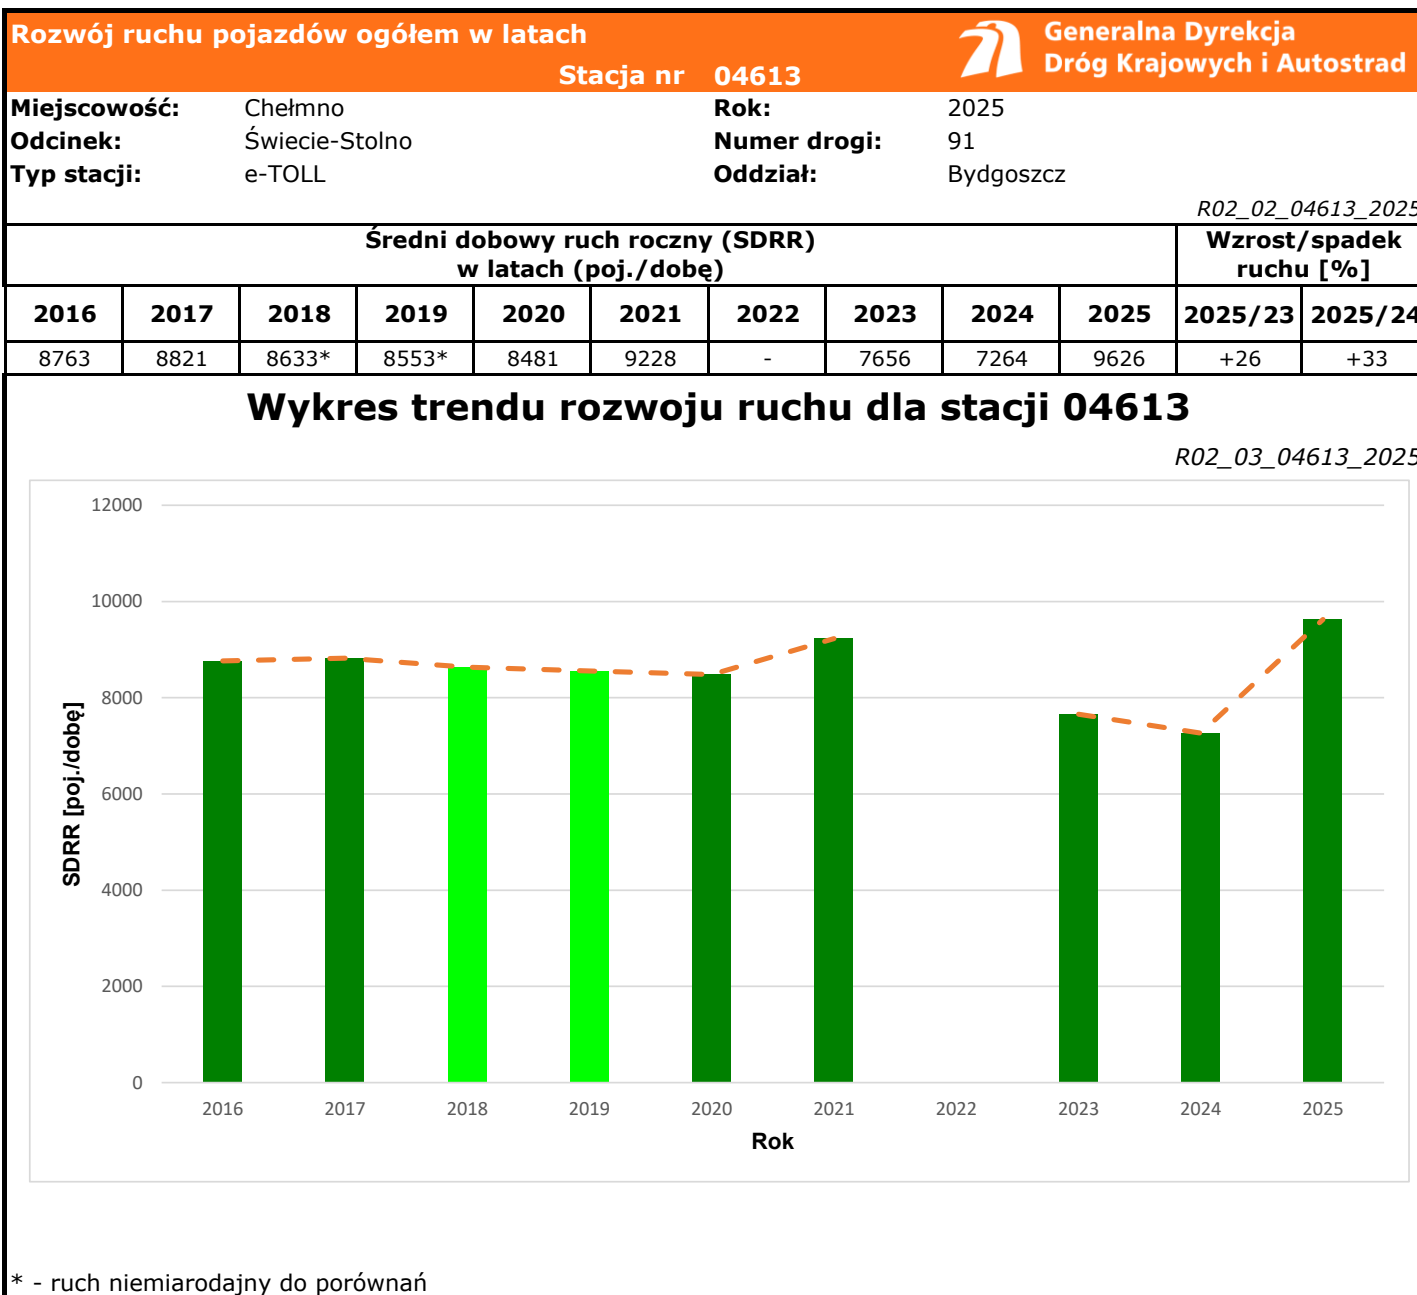 Rozwój ruchu pojazdów ogółem w latach
Stacja nr 04613
Generalna Dyrekcja
Dróg Krajowych i Autostrad
Miejscowość: Chełmno Rok: 2025
Odcinek: Świecie-Stolno Numer drogi: 91
Typ stacji: e-TOLL Oddział: Bydgoszcz
R02_02_04613_2025
Średni dobowy ruch roczny (SDRR)
w latach (poj./dobę)
Wzrost/spadek
ruchu [%]
2016 2017 2018 2019 2020 2021 2022 2023 2024 2025 2025/23 2025/24
8763 8821 8633* 8553* 8481 9228 - 7656 7264 9626 +26 +33
Wykres trendu rozwoju ruchu dla stacji 04613
R02_03_04613_2025
12000
10000
8000
6000
4000
2000
0
SDRR [poj./dobę]
2016 2017 2018 2019 2020 2021 2022 2023 2024 2025
Rok
* - ruch niemiarodajny do porównań